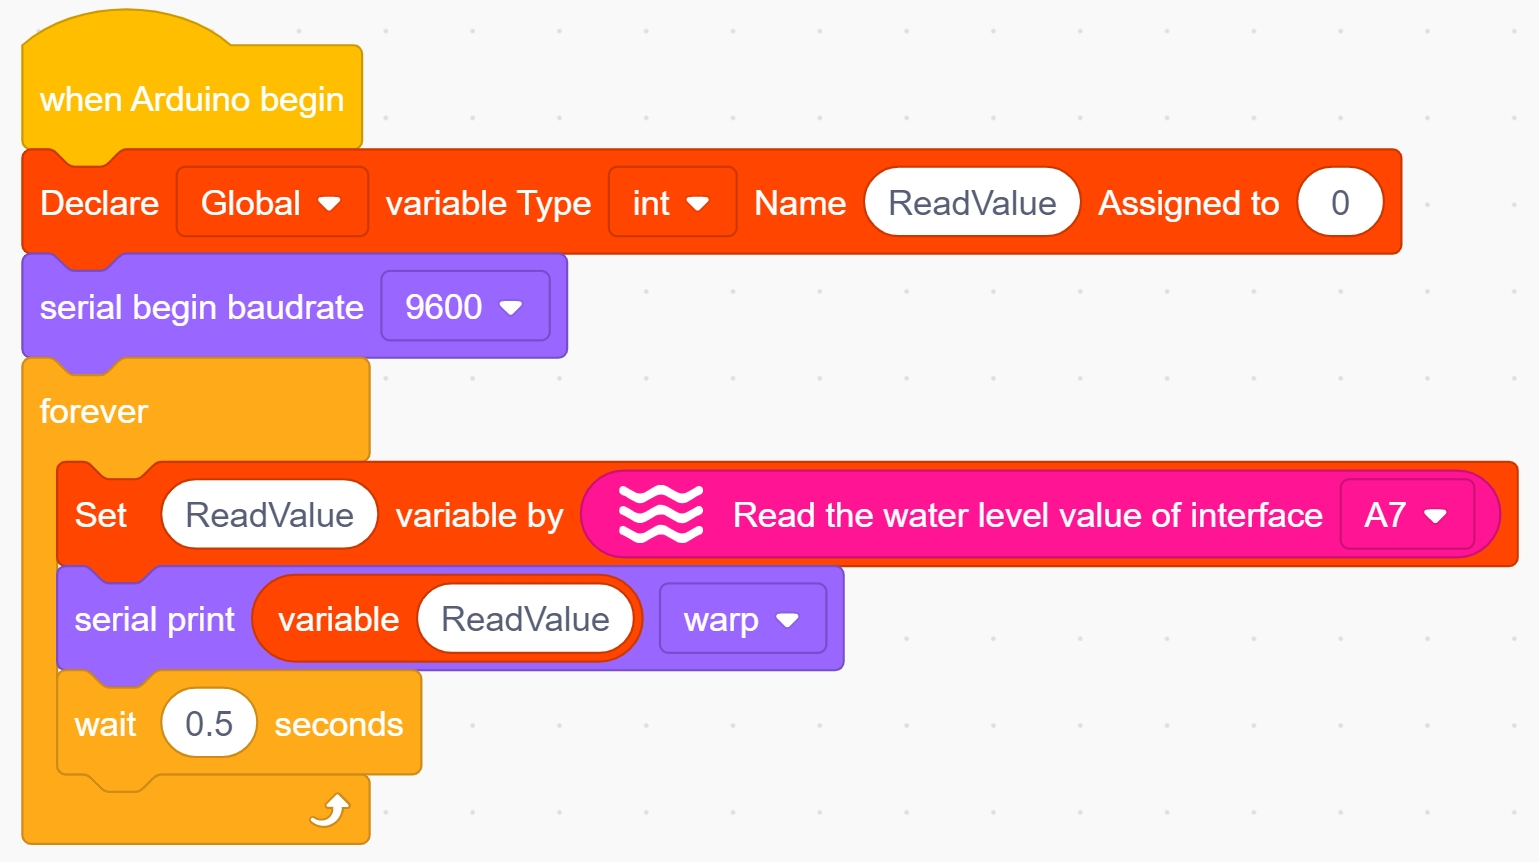 when Arduino begin
Declare Global variable Type int Name ReadValue Assigned to 0
serial begin baudrate 9600
forever
Set ReadValue variable by Read the water level value of interface A7
serial print variable ReadValue warp
wait 0.5 seconds